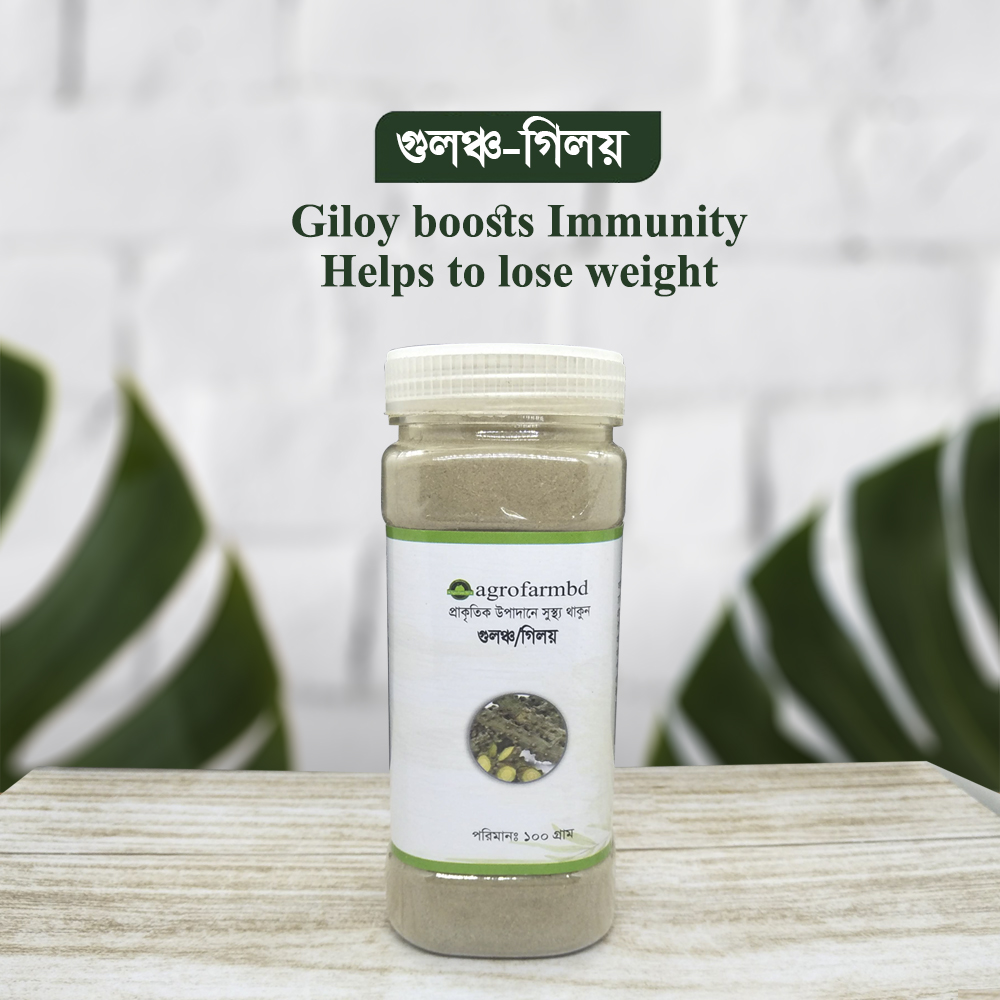 গুলঞ্চ-গিলয়
Giloy boosts Immunity
Helps to lose weight
agrofarmbd
প্রাকৃতিক উপাদানে সুস্থ্য থাকুন
গুলঞ্চ/গিলয়
পরিমানঃ ১০০ গ্রাম